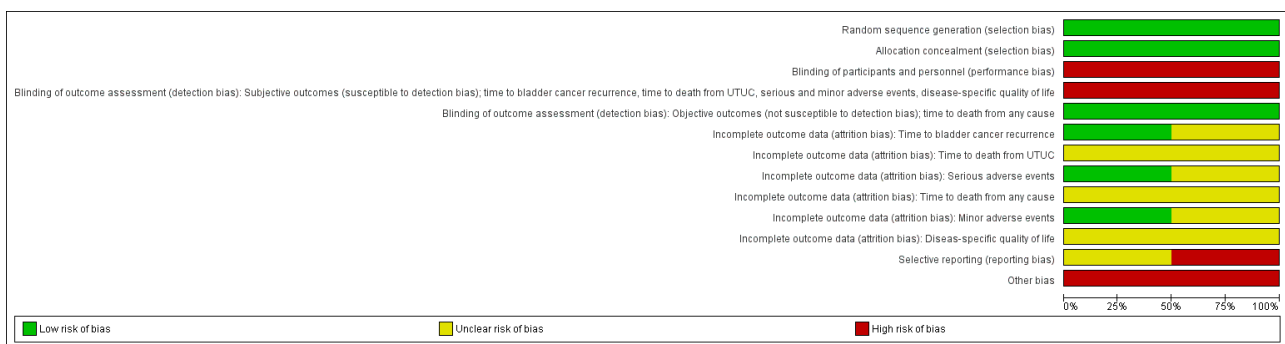 Random sequence generation (selection bias)
Allocation concealment (selection bias)
Blinding of participants and personnel (performance bias)
Blinding of outcome assessment (detection bias): Subjective outcomes (susceptible to detection bias); time to bladder cancer recurrence, time to death from UTUC, serious and minor adverse events, disease-specific quality of life
Blinding of outcome assessment (detection bias): Objective outcomes (not susceptible to detection bias); time to death from any cause
Incomplete outcome data (attrition bias): Time to bladder cancer recurrence
Incomplete outcome data (attrition bias): Time to death from UTUC
Incomplete outcome data (attrition bias): Serious adverse events
Incomplete outcome data (attrition bias): Time to death from any cause
Incomplete outcome data (attrition bias): Minor adverse events
Incomplete outcome data (attrition bias): Diseas-specific quality of life
Selective reporting (reporting bias)
Other bias
0% 25% 50% 75% 100%
Low risk of bias Unclear risk of bias High risk of bias